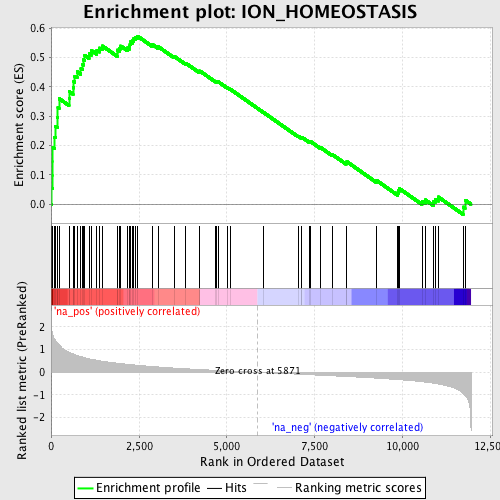 Enrichment plot: ION_HOMEOSTASIS
Enrichment score (ES)
0.6
0.5
0.4
0.3
0.2
0.1
0.0
'na_pos' (positively correlated)
Ranked list metric (PreRanked)
2
1
0
-1
-2
Zero cross at 5871
'na_neg' (negatively correlated)
0
2,500
5,000
7,500
10,000
12,500
Rank in Ordered Dataset
Enrichment profile
Hits
Ranking metric scores